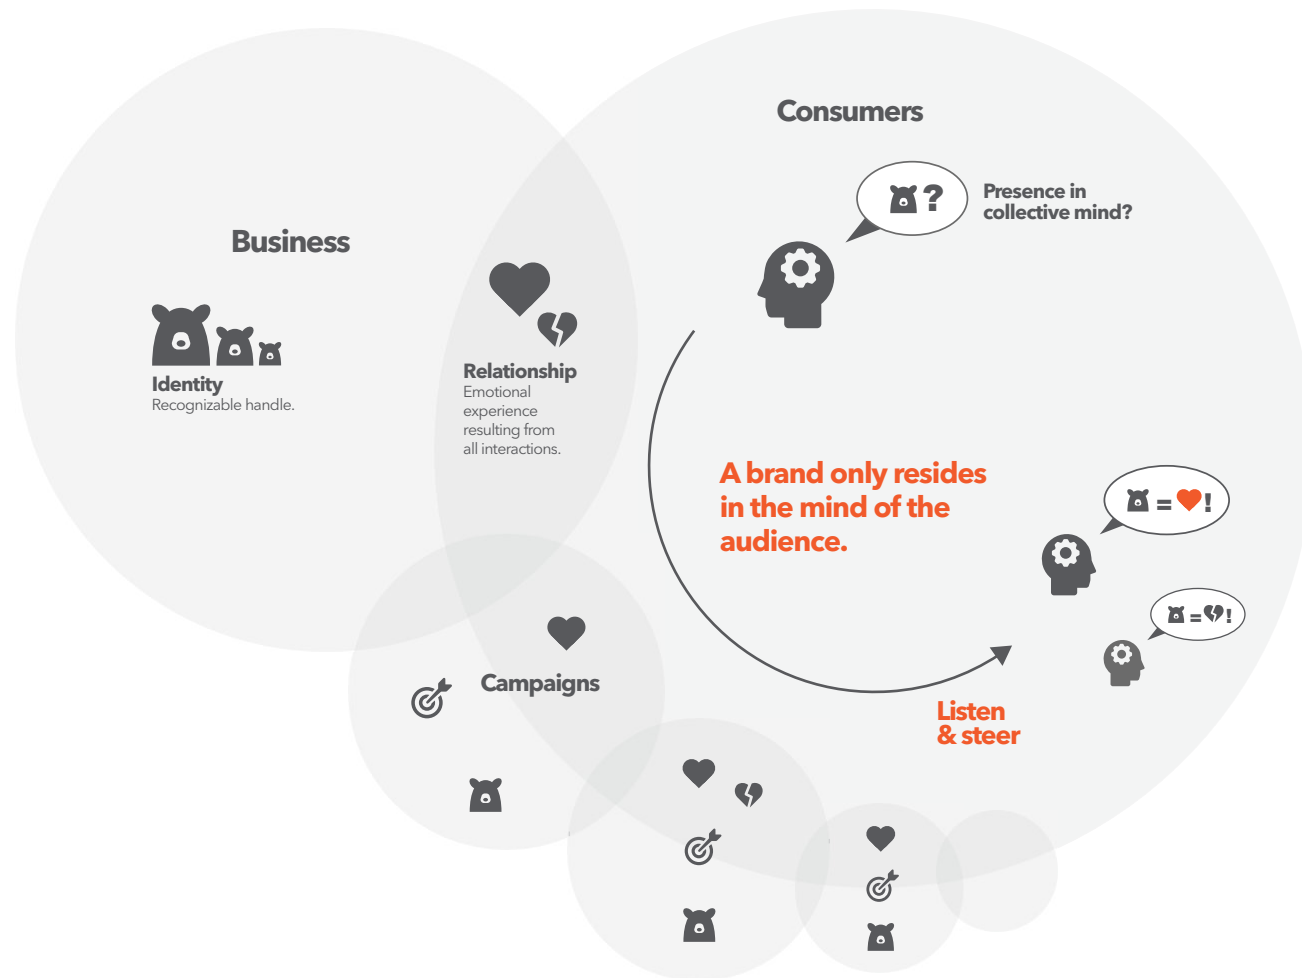 Consumers
?
Presence in
collective mind?
Business
Identity
Recognizable handle.
Relationship
Emotional
experience
resulting from
all interactions.
A brand only resides
in the mind of the
audience.
= !
= !
Campaigns
Listen
& steer